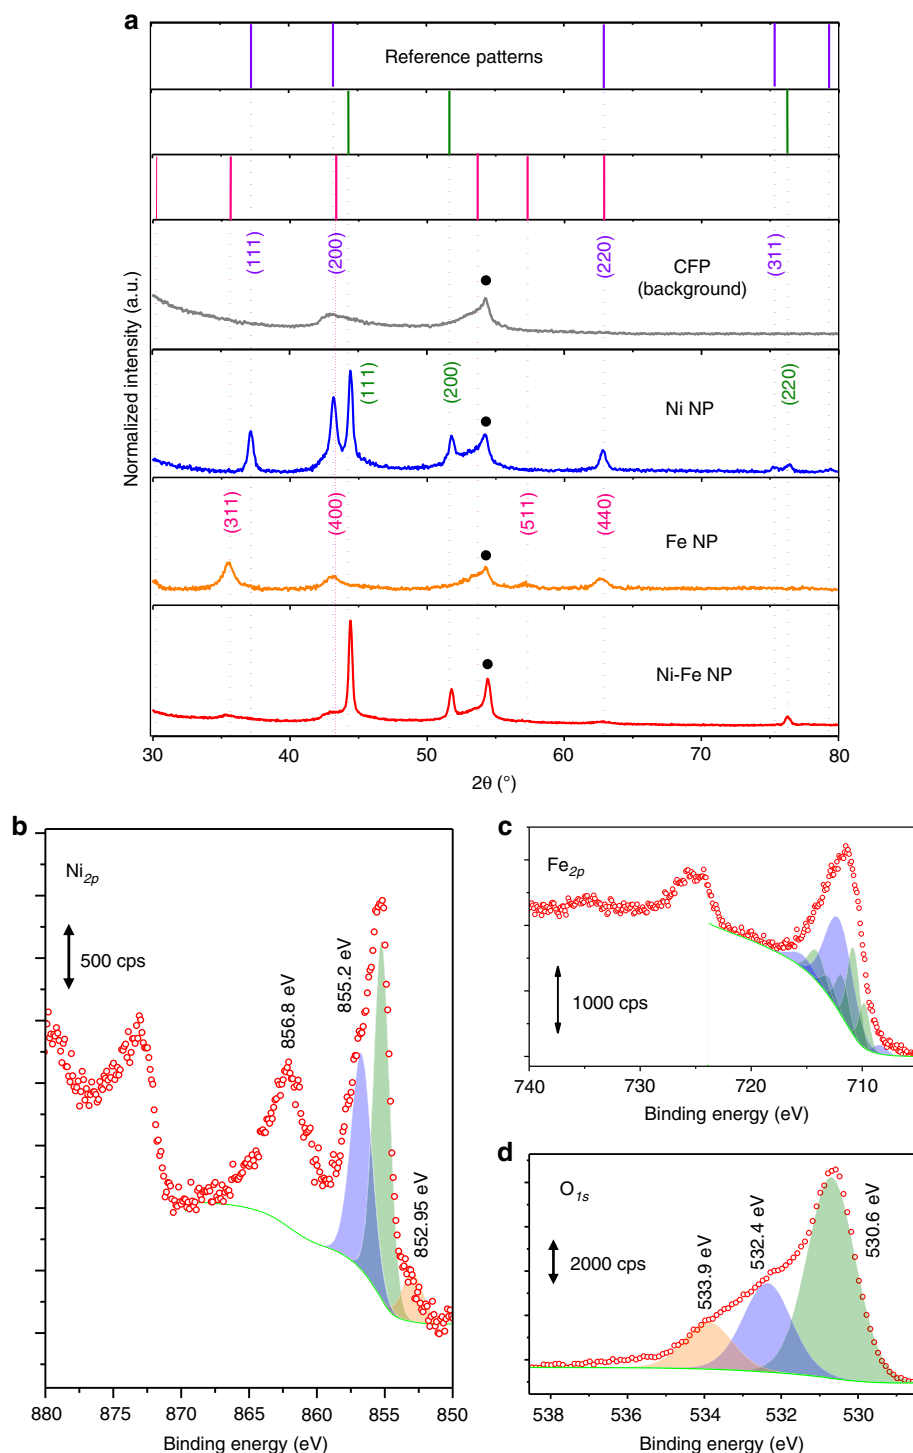 a
Reference patterns
Normalized intensity (a.u.)
(111)
(200)
(220)
(311)
CFP
(background)
(111)
(200)
(220)
Ni NP
(311)
(400)
(511)
(440)
Fe NP
Ni-Fe NP
30
40
50
60
70
80
2θ (°)
b
Ni2p
500 cps
856.8 eV
855.2 eV
852.95 eV
880
875
870
865
860
855
850
Binding energy (eV)
c
Fe2p
1000 cps
740
730
720
710
Binding energy (eV)
d
O1s
2000 cps
533.9 eV
532.4 eV
530.6 eV
538
536
534
532
530
Binding energy (eV)